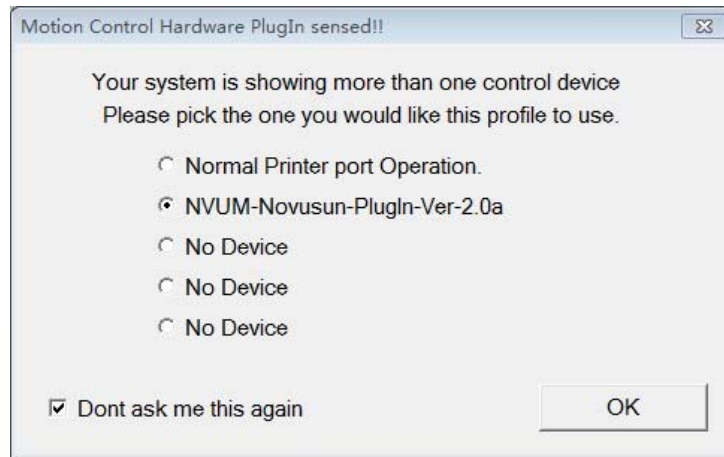 Motion Control Hardware PlugIn sensed!!
Your system is showing more than one control device
Please pick the one you would like this profile to use.
Normal Printer port Operation.
NVUM-Novusun-PlugIn-Ver-2.0a
No Device
No Device
No Device
Dont ask me this again
OK